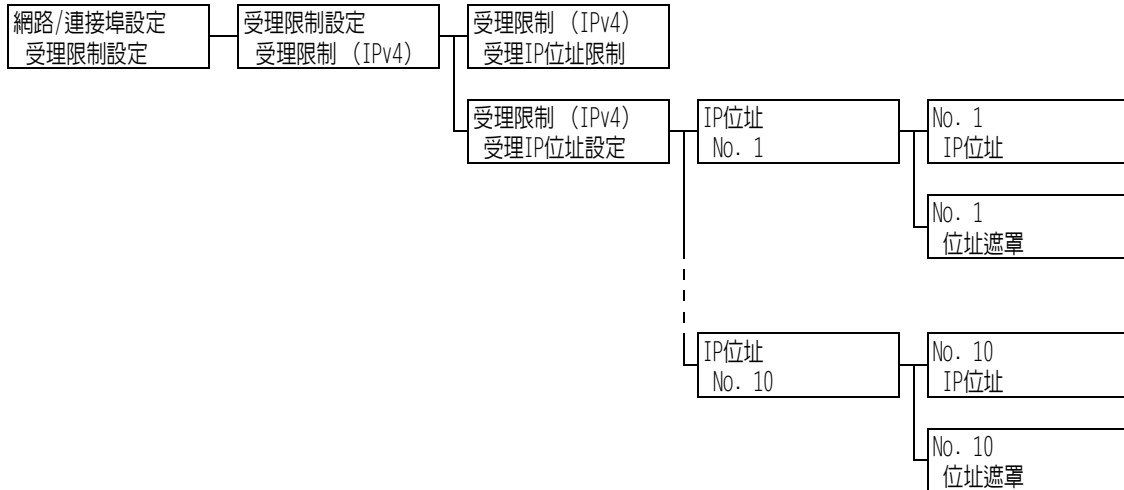 網路/連接埠設定
受理限制設定
受理限制設定
受理限制 (IPv4)
受理限制 (IPv4)
受理IP位址限制
受理限制 (IPv4)
受理IP位址設定
IP位址
No. 1
No. 1
IP位址
No. 1
位址遮罩
IP位址
No. 10
No. 10
IP位址
No. 10
位址遮罩